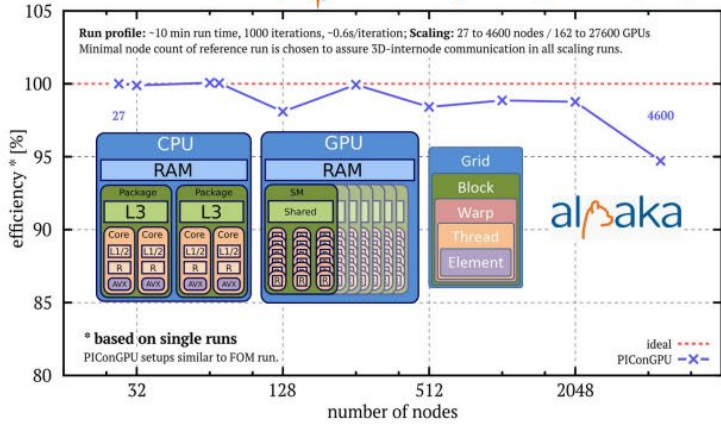 105
Run profile: ~10 min run time, 1000 iterations, ~0.6s/iteration; Scaling: 27 to 4600 nodes / 162 to 27600 GPUs
Minimal node count of reference run is chosen to assure 3D-internode communication in all scaling runs.
100
27
4600
efficiency * [%]
95
90
85
80
CPU
RAM
Package
Package
L3
L3
Core
Core
Core
Core
L1/2
L1/2
L1/2
L1/2
R
R
R
R
AVX
AVX
AVX
AVX
GPU
RAM
SM
Shared
R
R
R
Grid
Block
Warp
Thread
Element
alpaka
* based on single runs
PIConGPU setups similar to FOM run.
ideal
PIConGPU
32
128
512
2048
number of nodes